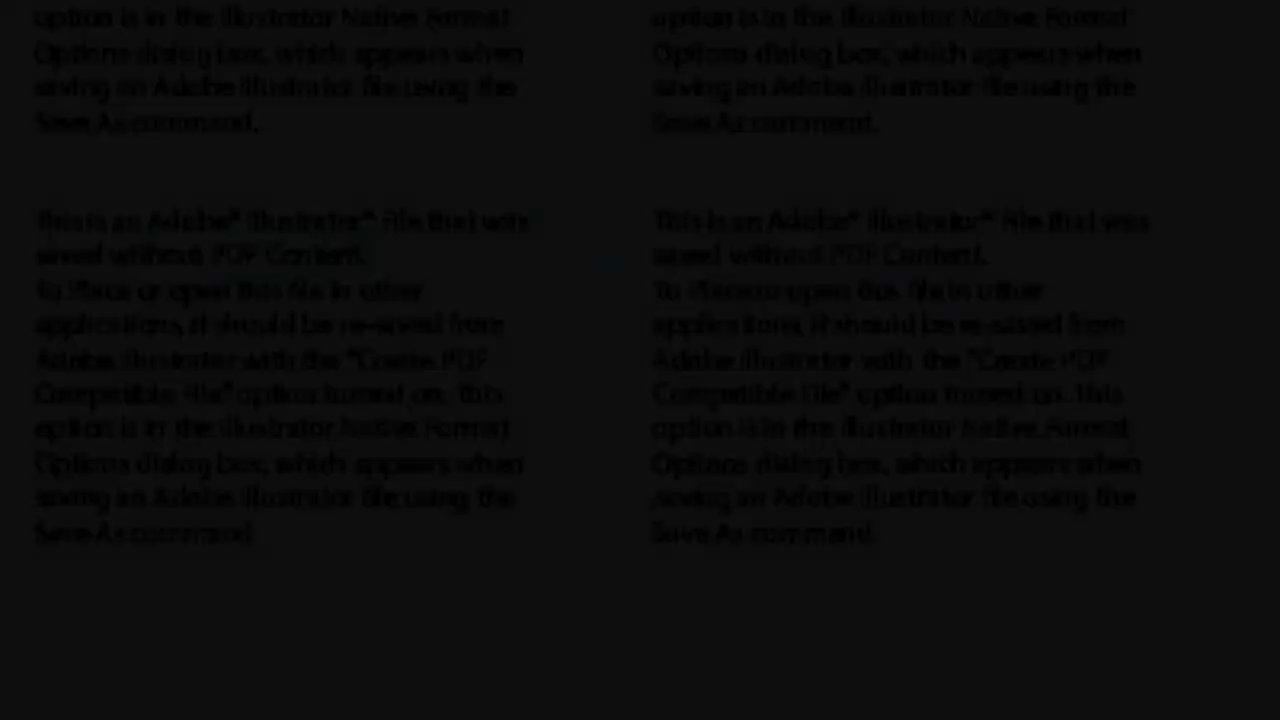 option is in the Illustrator Native Format
Options dialog box, which appears when
saving an Adobe Illustrator file using the
Save As command.
This is an Adobe® Illustrator® File that was
saved without PDF Content.
To Place or open this file in other
applications, it should be re-saved from
Adobe Illustrator with the "Create PDF
Compatible File" option turned on. This
option is in the Illustrator Native Format
Options dialog box, which appears when
saving an Adobe Illustrator file using the
Save As command.
option is in the Illustrator Native Format
Options dialog box, which appears when
saving an Adobe Illustrator file using the
Save As command.
This is an Adobe® Illustrator® File that was
saved without PDF Content.
To Place or open this file in other
applications, it should be re-saved from
Adobe Illustrator with the "Create PDF
Compatible File" option turned on. This
option is in the Illustrator Native Format
Options dialog box, which appears when
saving an Adobe Illustrator file using the
Save As command.